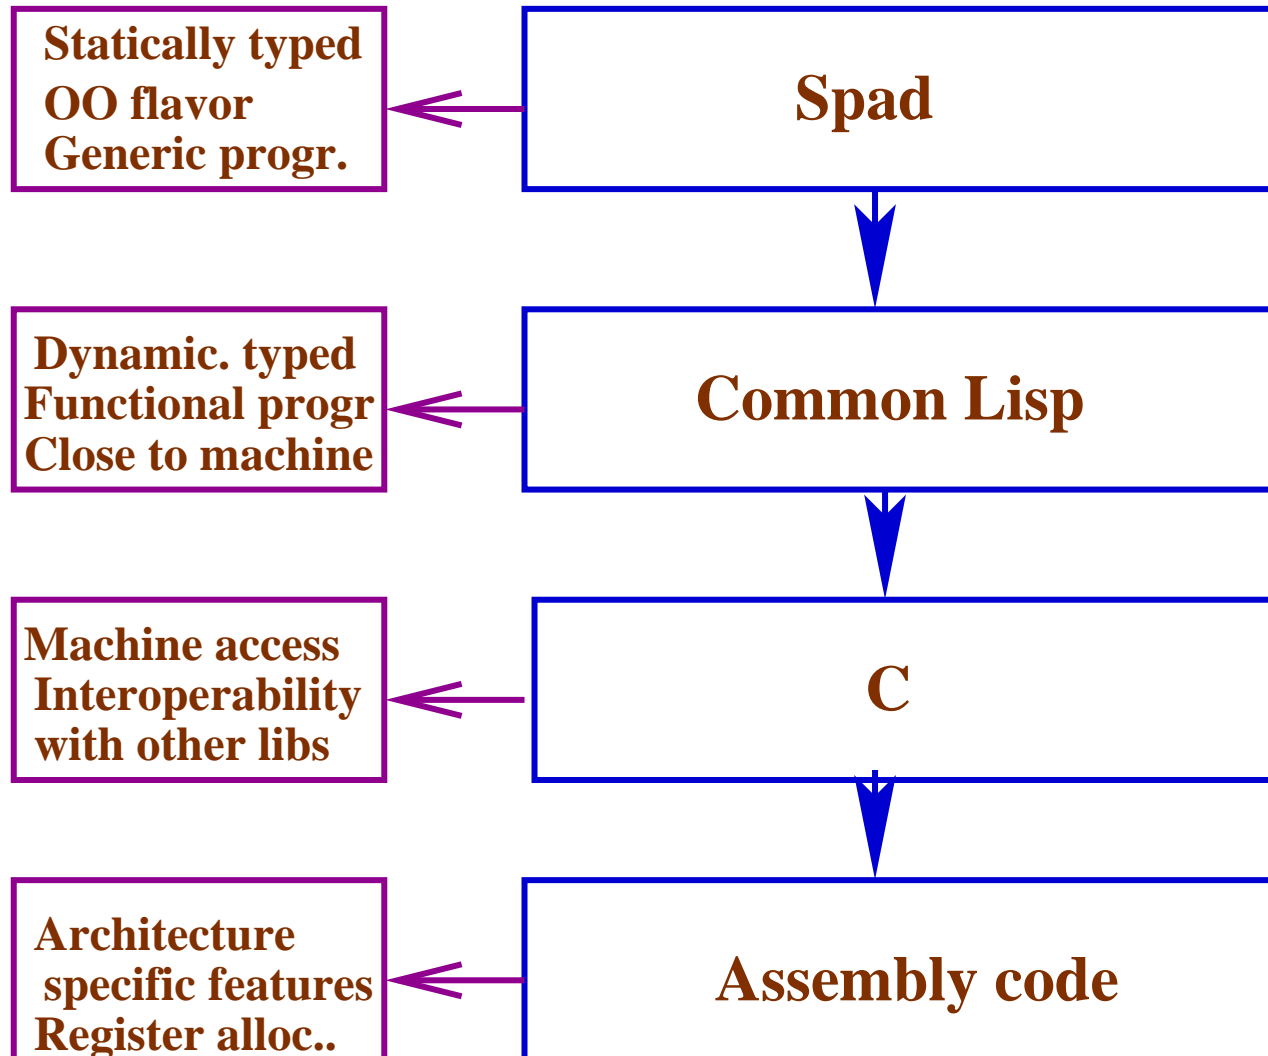 Statically typed
OO flavor
Generic progr.
Spad
Dynamic. typed
Functional progr
Close to machine
Common Lisp
Machine access
Interoperability
with other libs
C
Architecture
specific features
Register alloc..
Assembly code